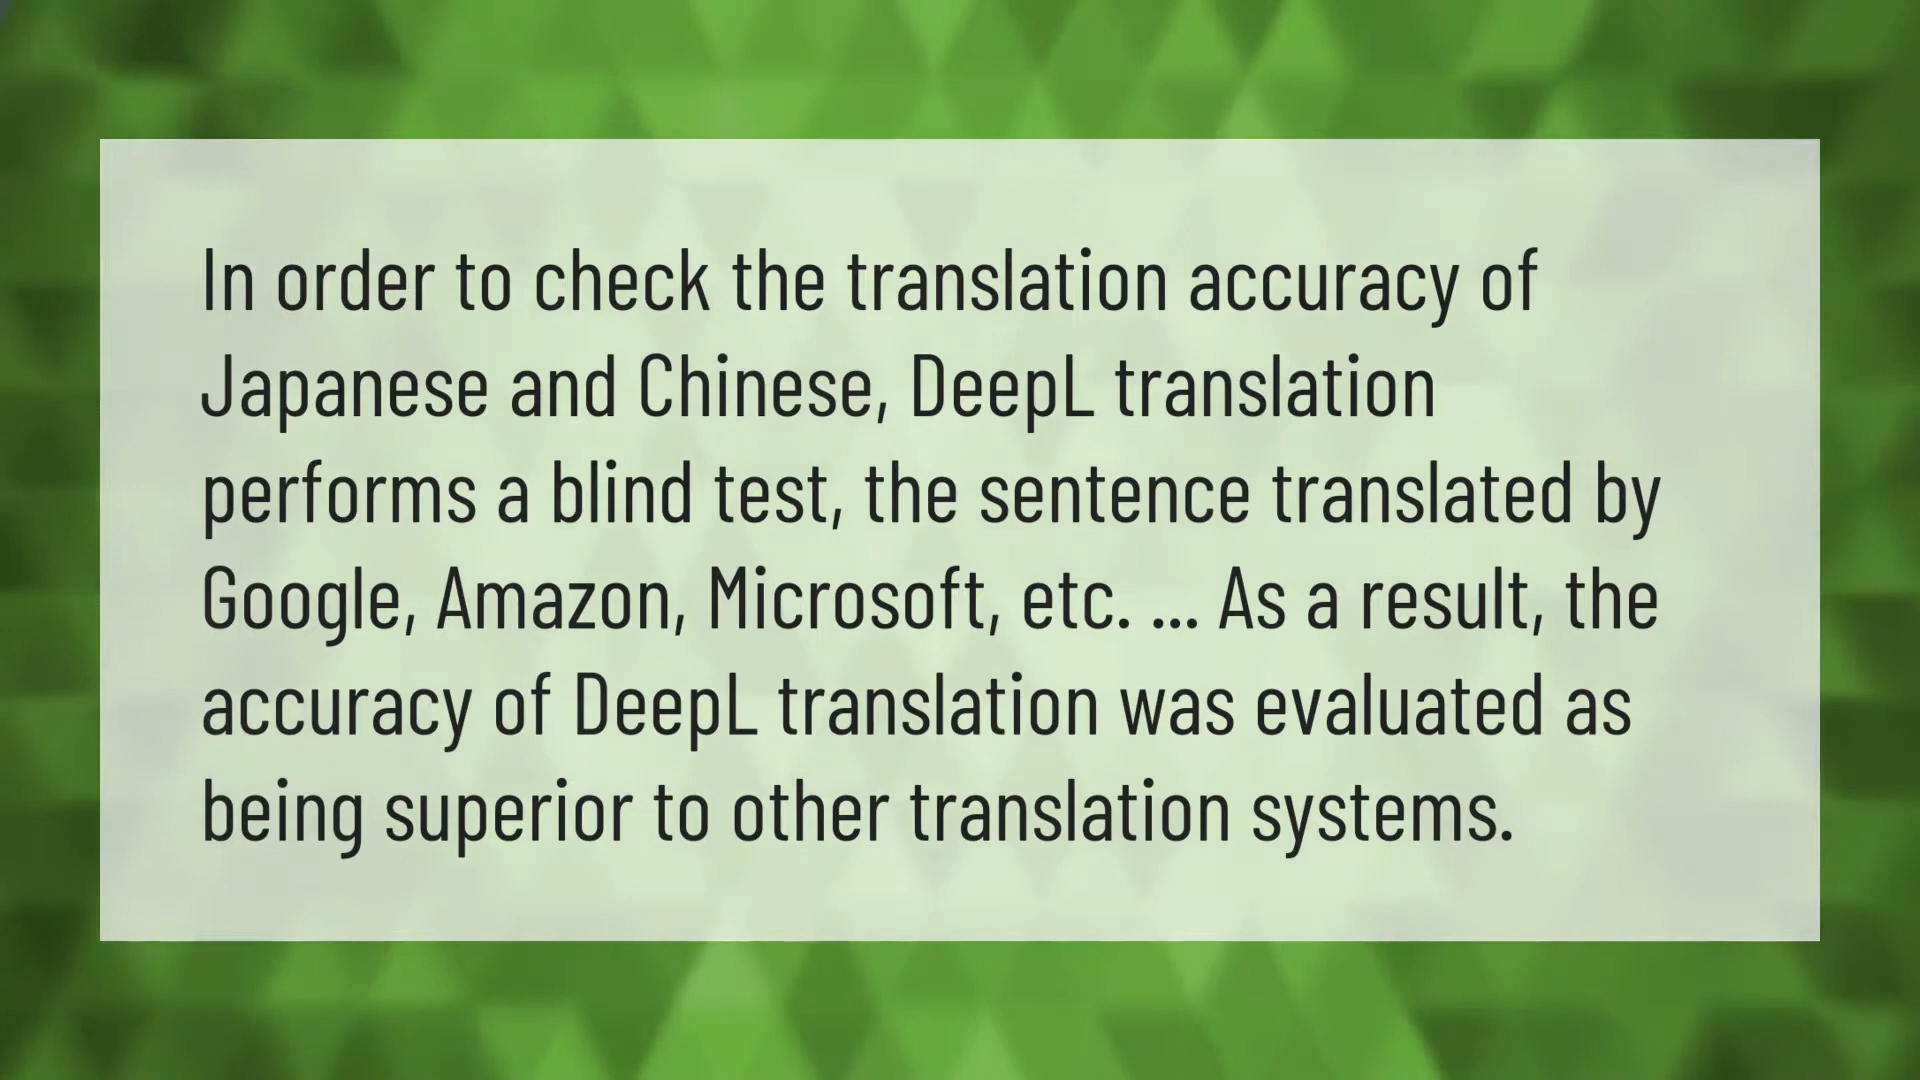 In order to check the translation accuracy of
Japanese and Chinese, DeepL translation
performs a blind test, the sentence translated by
Google, Amazon, Microsoft, etc. ... As a result, the
accuracy of DeepL translation was evaluated as
being superior to other translation systems.